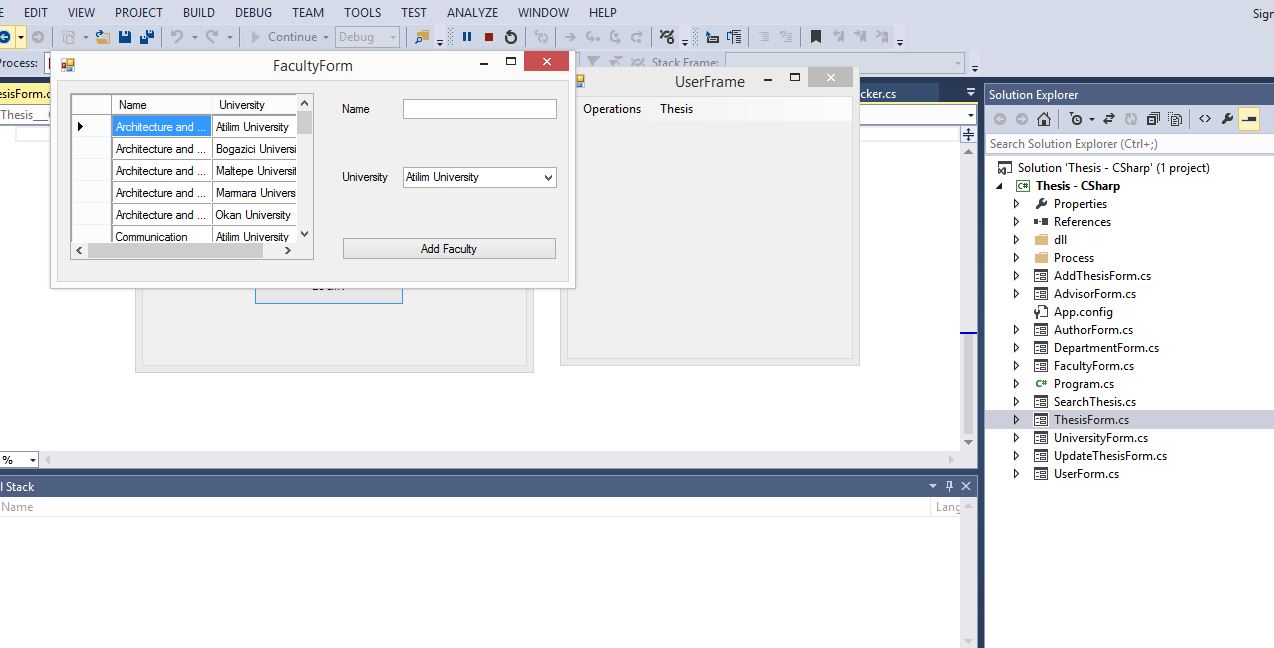 EDIT VIEW PROJECT BUILD DEBUG TEAM TOOLS TEST ANALYZE WINDOW HELP
Sign
Continue Debug
Process:
Stack Frame:
FacultyForm
Name University
Architecture and ... Atilim University
Architecture and ... Bogazici Universi
Architecture and ... Maltepe Universit
Architecture and ... Marmara Univers
Architecture and ... Okan University
Communication Atilim University
Name
University Atilim University
Add Faculty
UserFrame
Operations Thesis
esisForm.c
cker.cs
Thesis__
%
l Stack
Name Lang
Solution Explorer
Search Solution Explorer (Ctrl+;)
Solution 'Thesis - CSharp' (1 project)
C# Thesis - CSharp
Properties
References
dll
Process
AddThesisForm.cs
AdvisorForm.cs
App.config
AuthorForm.cs
DepartmentForm.cs
FacultyForm.cs
C# Program.cs
SearchThesis.cs
ThesisForm.cs
UniversityForm.cs
UpdateThesisForm.cs
UserForm.cs